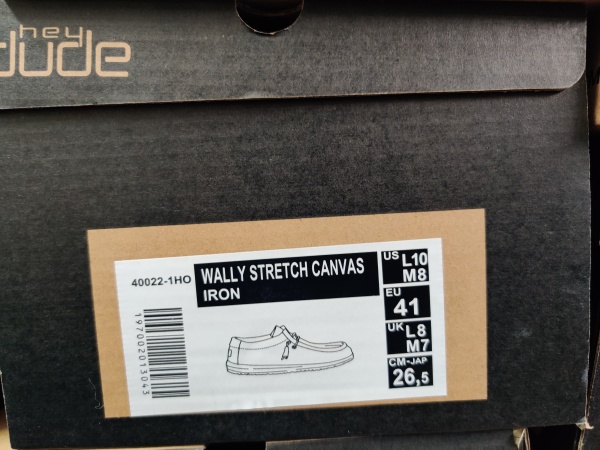 hey
dude
40022-1HO
WALLY STRETCH CANVAS
IRON
US L10
M8
EU
41
UK L8
M7
CM-JAP
26,5
197002013043